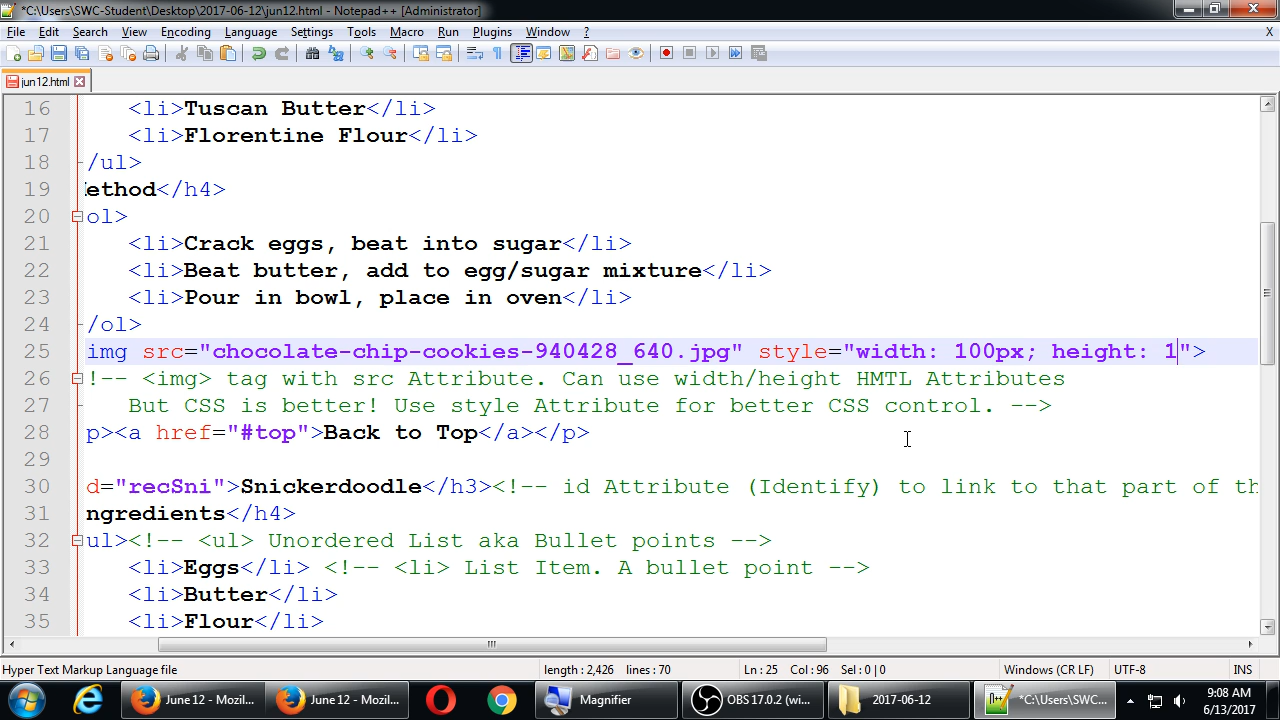 *C:\Users\SWC-Student\Desktop\2017-06-12\jun12.html - Notepad++ [Administrator]
File Edit Search View Encoding Language Settings Tools Macro Run Plugins Window ? X
jun12.html
16 <li>Tuscan Butter</li>
17 <li>Florentine Flour</li>
18 /ul>
19 ethod</h4>
20 ol>
21 <li>Crack eggs, beat into sugar</li>
22 <li>Beat butter, add to egg/sugar mixture</li>
23 <li>Pour in bowl, place in oven</li>
24 /ol>
25 img src="chocolate-chip-cookies-940428_640.jpg" style="width: 100px; height: 1">
26 !-- <img> tag with src Attribute. Can use width/height HMTL Attributes
27 But CSS is better! Use style Attribute for better CSS control. -->
28 p><a href="#top">Back to Top</a></p>
29
30 d="recSni">Snickerdoodle</h3><!-- id Attribute (Identify) to link to that part of th
31 ngredients</h4>
32 ul><!-- <ul> Unordered List aka Bullet points -->
33 <li>Eggs</li> <!-- <li> List Item. A bullet point -->
34 <li>Butter</li>
35 <li>Flour</li>
Hyper Text Markup Language file length : 2,426 lines : 70 Ln : 25 Col : 96 Sel : 0 | 0 Windows (CR LF) UTF-8 INS
June 12 - Mozil... June 12 - Mozil... Magnifier OBS 17.0.2 (wi... 2017-06-12 *C:\Users\SWC... 9:08 AM
6/13/2017